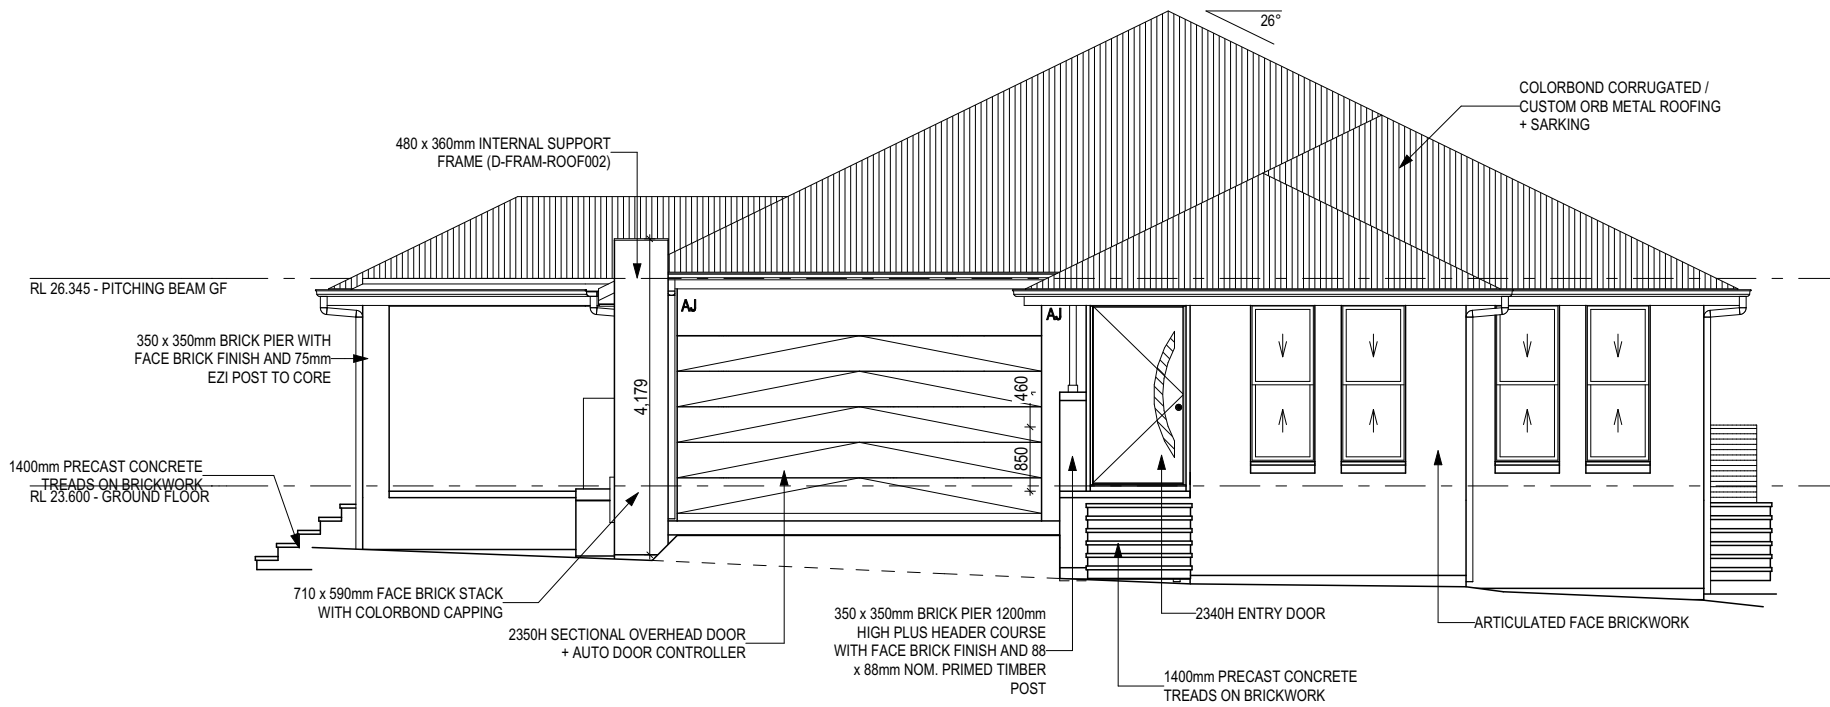 26°
COLORBOND CORRUGATED /
CUSTOM ORB METAL ROOFING
+ SARKING
480 x 360mm INTERNAL SUPPORT
FRAME (D-FRAM-ROOF002)
RL 26.345 - PITCHING BEAM GF
AJ
AJ
350 x 350mm BRICK PIER WITH
FACE BRICK FINISH AND 75mm
EZI POST TO CORE
4,179
460
850
1400mm PRECAST CONCRETE
TREADS ON BRICKWORK
RL 23.600 - GROUND FLOOR
710 x 590mm FACE BRICK STACK
WITH COLORBOND CAPPING
2350H SECTIONAL OVERHEAD DOOR
+ AUTO DOOR CONTROLLER
350 x 350mm BRICK PIER 1200mm
HIGH PLUS HEADER COURSE
WITH FACE BRICK FINISH AND 88
x 88mm NOM. PRIMED TIMBER
POST
2340H ENTRY DOOR
ARTICULATED FACE BRICKWORK
1400mm PRECAST CONCRETE
TREADS ON BRICKWORK